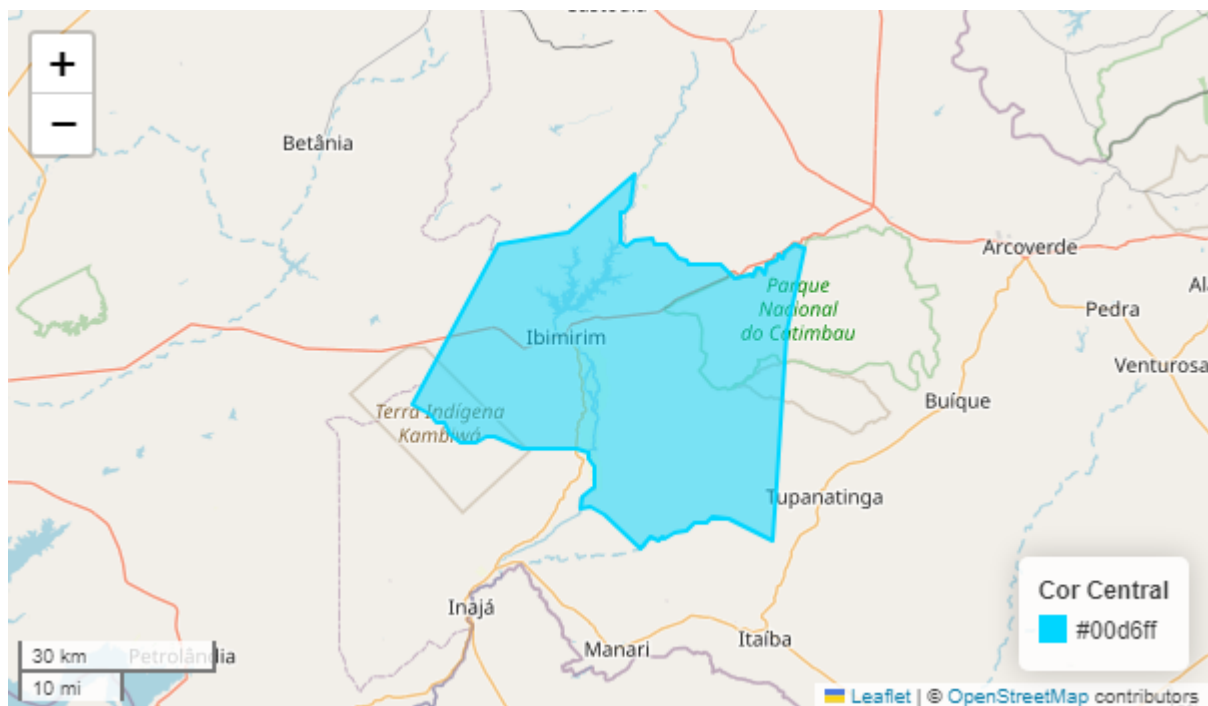 +
−
Betânia
Arcoverde
Parque
Nacional
do Catimbau
Pedra
Ibimirim
Venturosa
Buíque
Terra Indígena
Kambiwá
Tupanatinga
Inajá
Manari
Itaíba
Petrolândia
30 km
10 mi
Cor Central
#00d6ff
Leaflet | © OpenStreetMap contributors